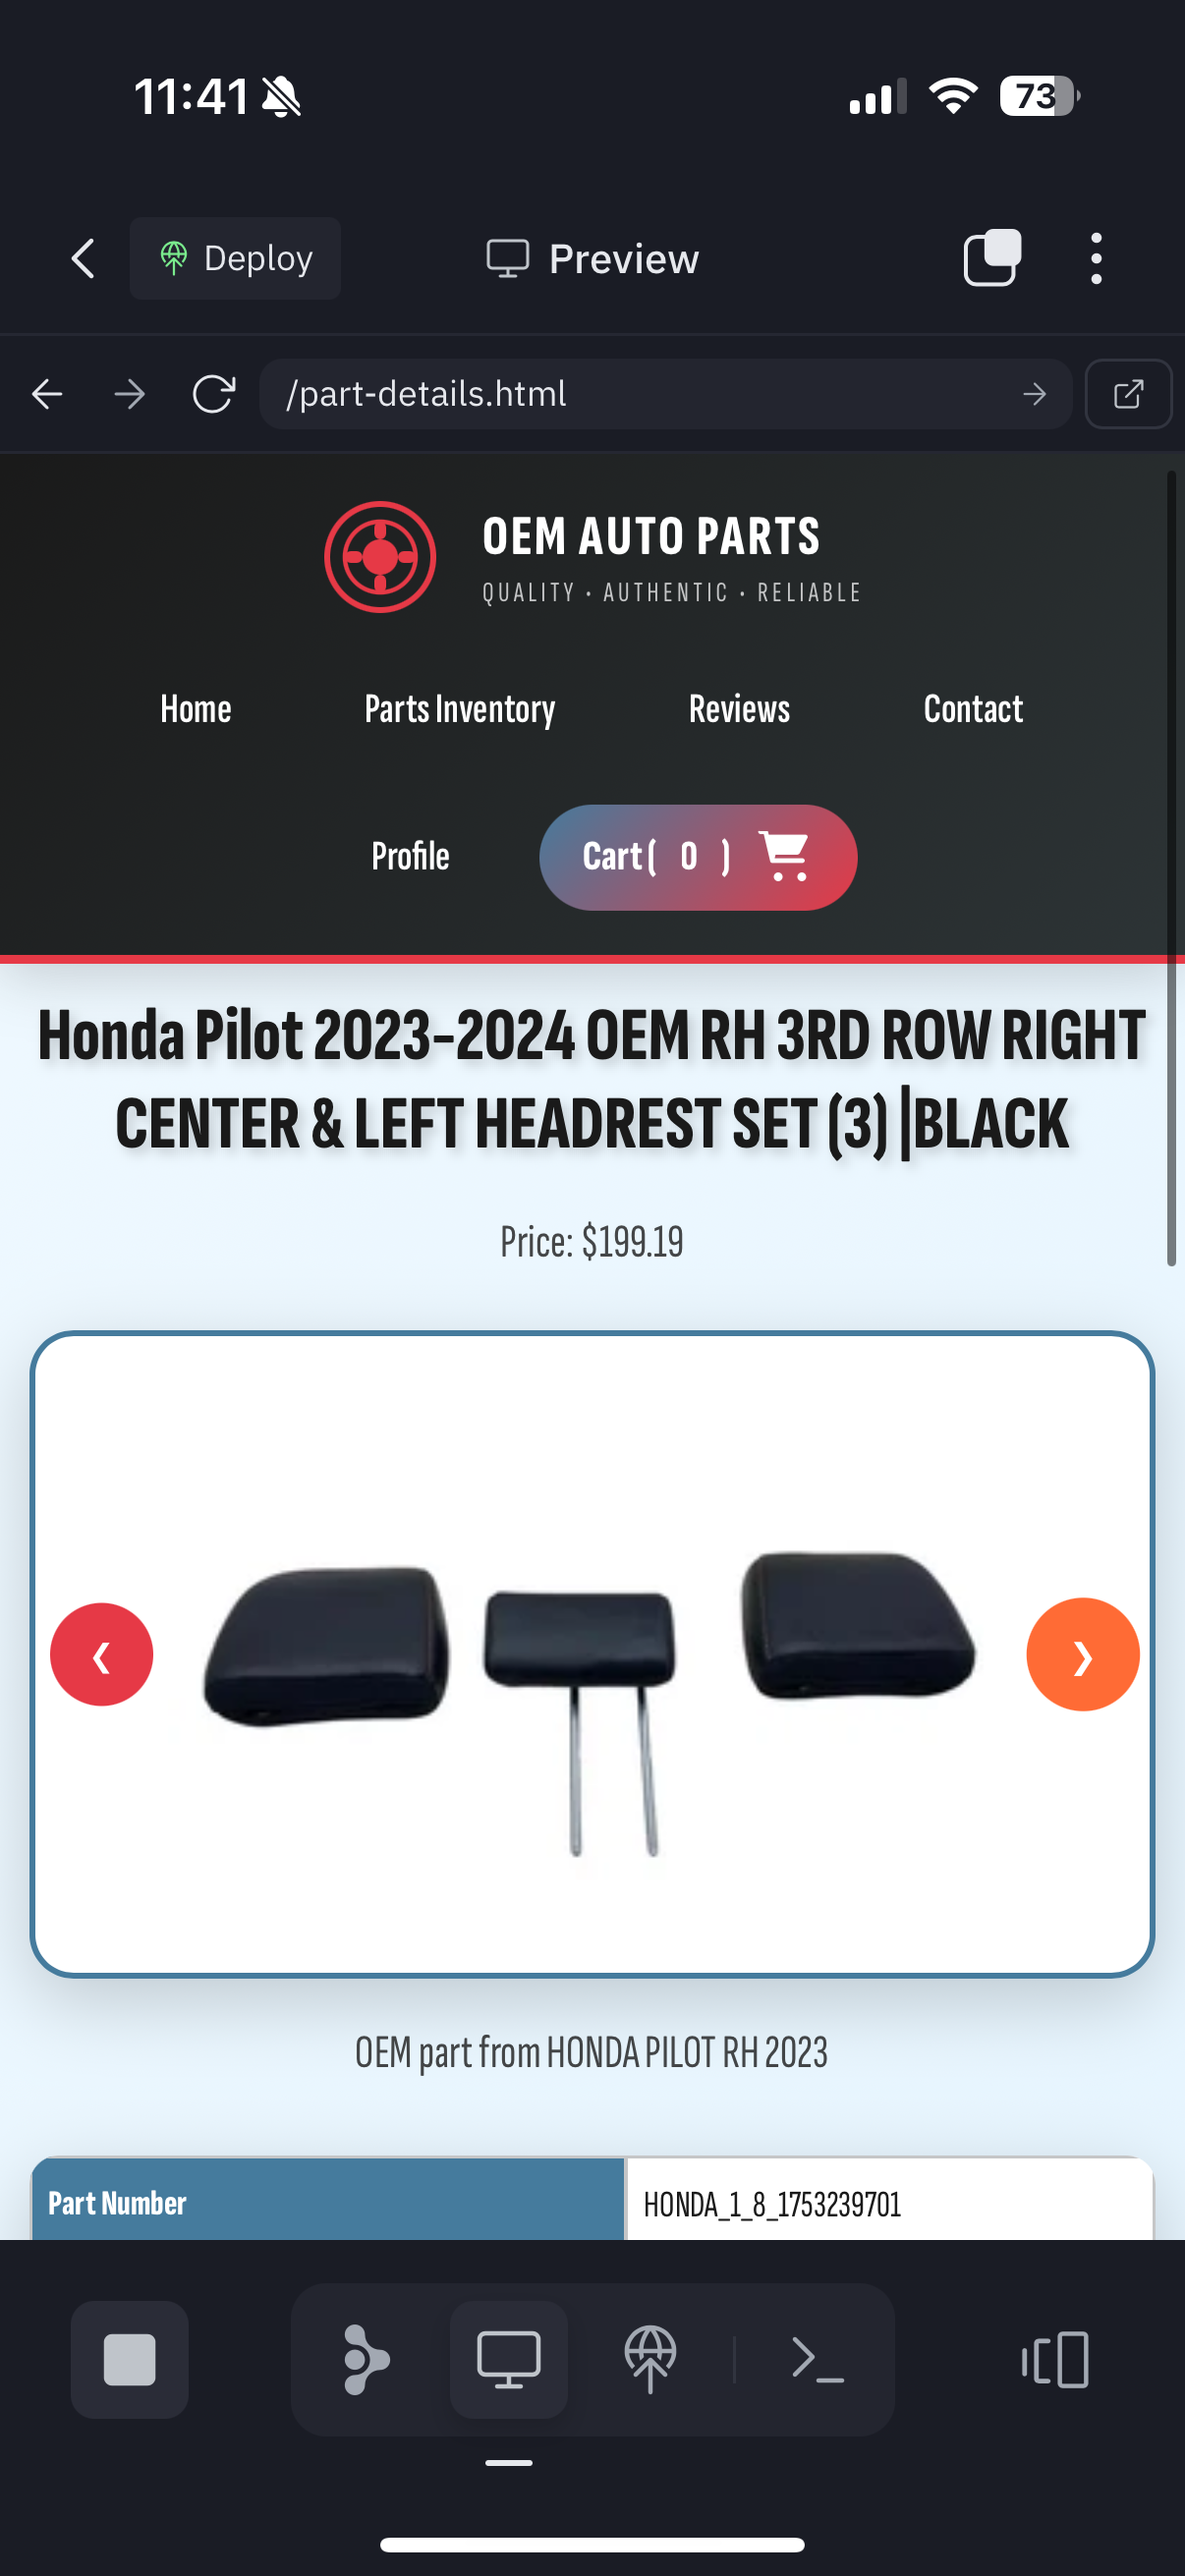 11:41
73
Deploy
Preview
/part-details.html
OEM AUTO PARTS
QUALITY • AUTHENTIC • RELIABLE
Home Parts Inventory Reviews Contact
Profile Cart ( 0 )
Honda Pilot 2023-2024 OEM RH 3RD ROW RIGHT
CENTER & LEFT HEADREST SET (3) |BLACK
Price: $199.19
❮ ❯
OEM part from HONDA PILOT RH 2023
Part Number HONDA_1_8_1753239701